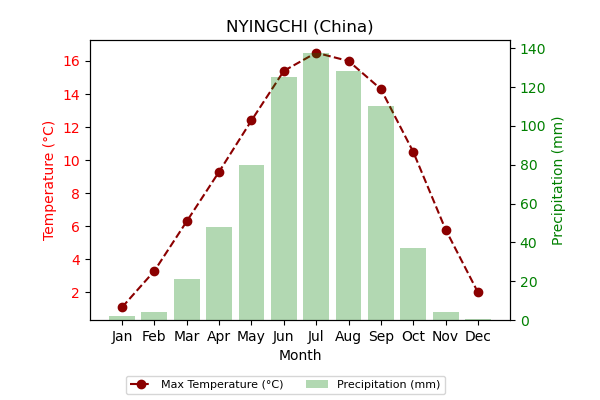 NYINGCHI (China)
Temperature (°C)
16
14
12
10
8
6
4
2
140
120
100
80
60
40
20
0
Precipitation (mm)
Jan Feb Mar Apr May Jun Jul Aug Sep Oct Nov Dec
Month
Max Temperature (°C) Precipitation (mm)